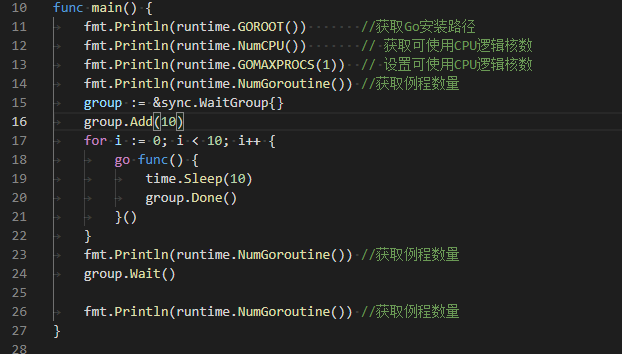 10 func main() {
11 fmt.Println(runtime.GOROOT()) //获取Go安装路径
12 fmt.Println(runtime.NumCPU()) // 获取可使用CPU逻辑核数
13 fmt.Println(runtime.GOMAXPROCS(1)) // 设置可使用CPU逻辑核数
14 fmt.Println(runtime.NumGoroutine()) //获取例程数量
15 group := &sync.WaitGroup{}
16 group.Add(10)
17 for i := 0; i < 10; i++ {
18 go func() {
19 time.Sleep(10)
20 group.Done()
21 }()
22 }
23 fmt.Println(runtime.NumGoroutine()) //获取例程数量
24 group.Wait()
25
26 fmt.Println(runtime.NumGoroutine()) //获取例程数量
27 }
28